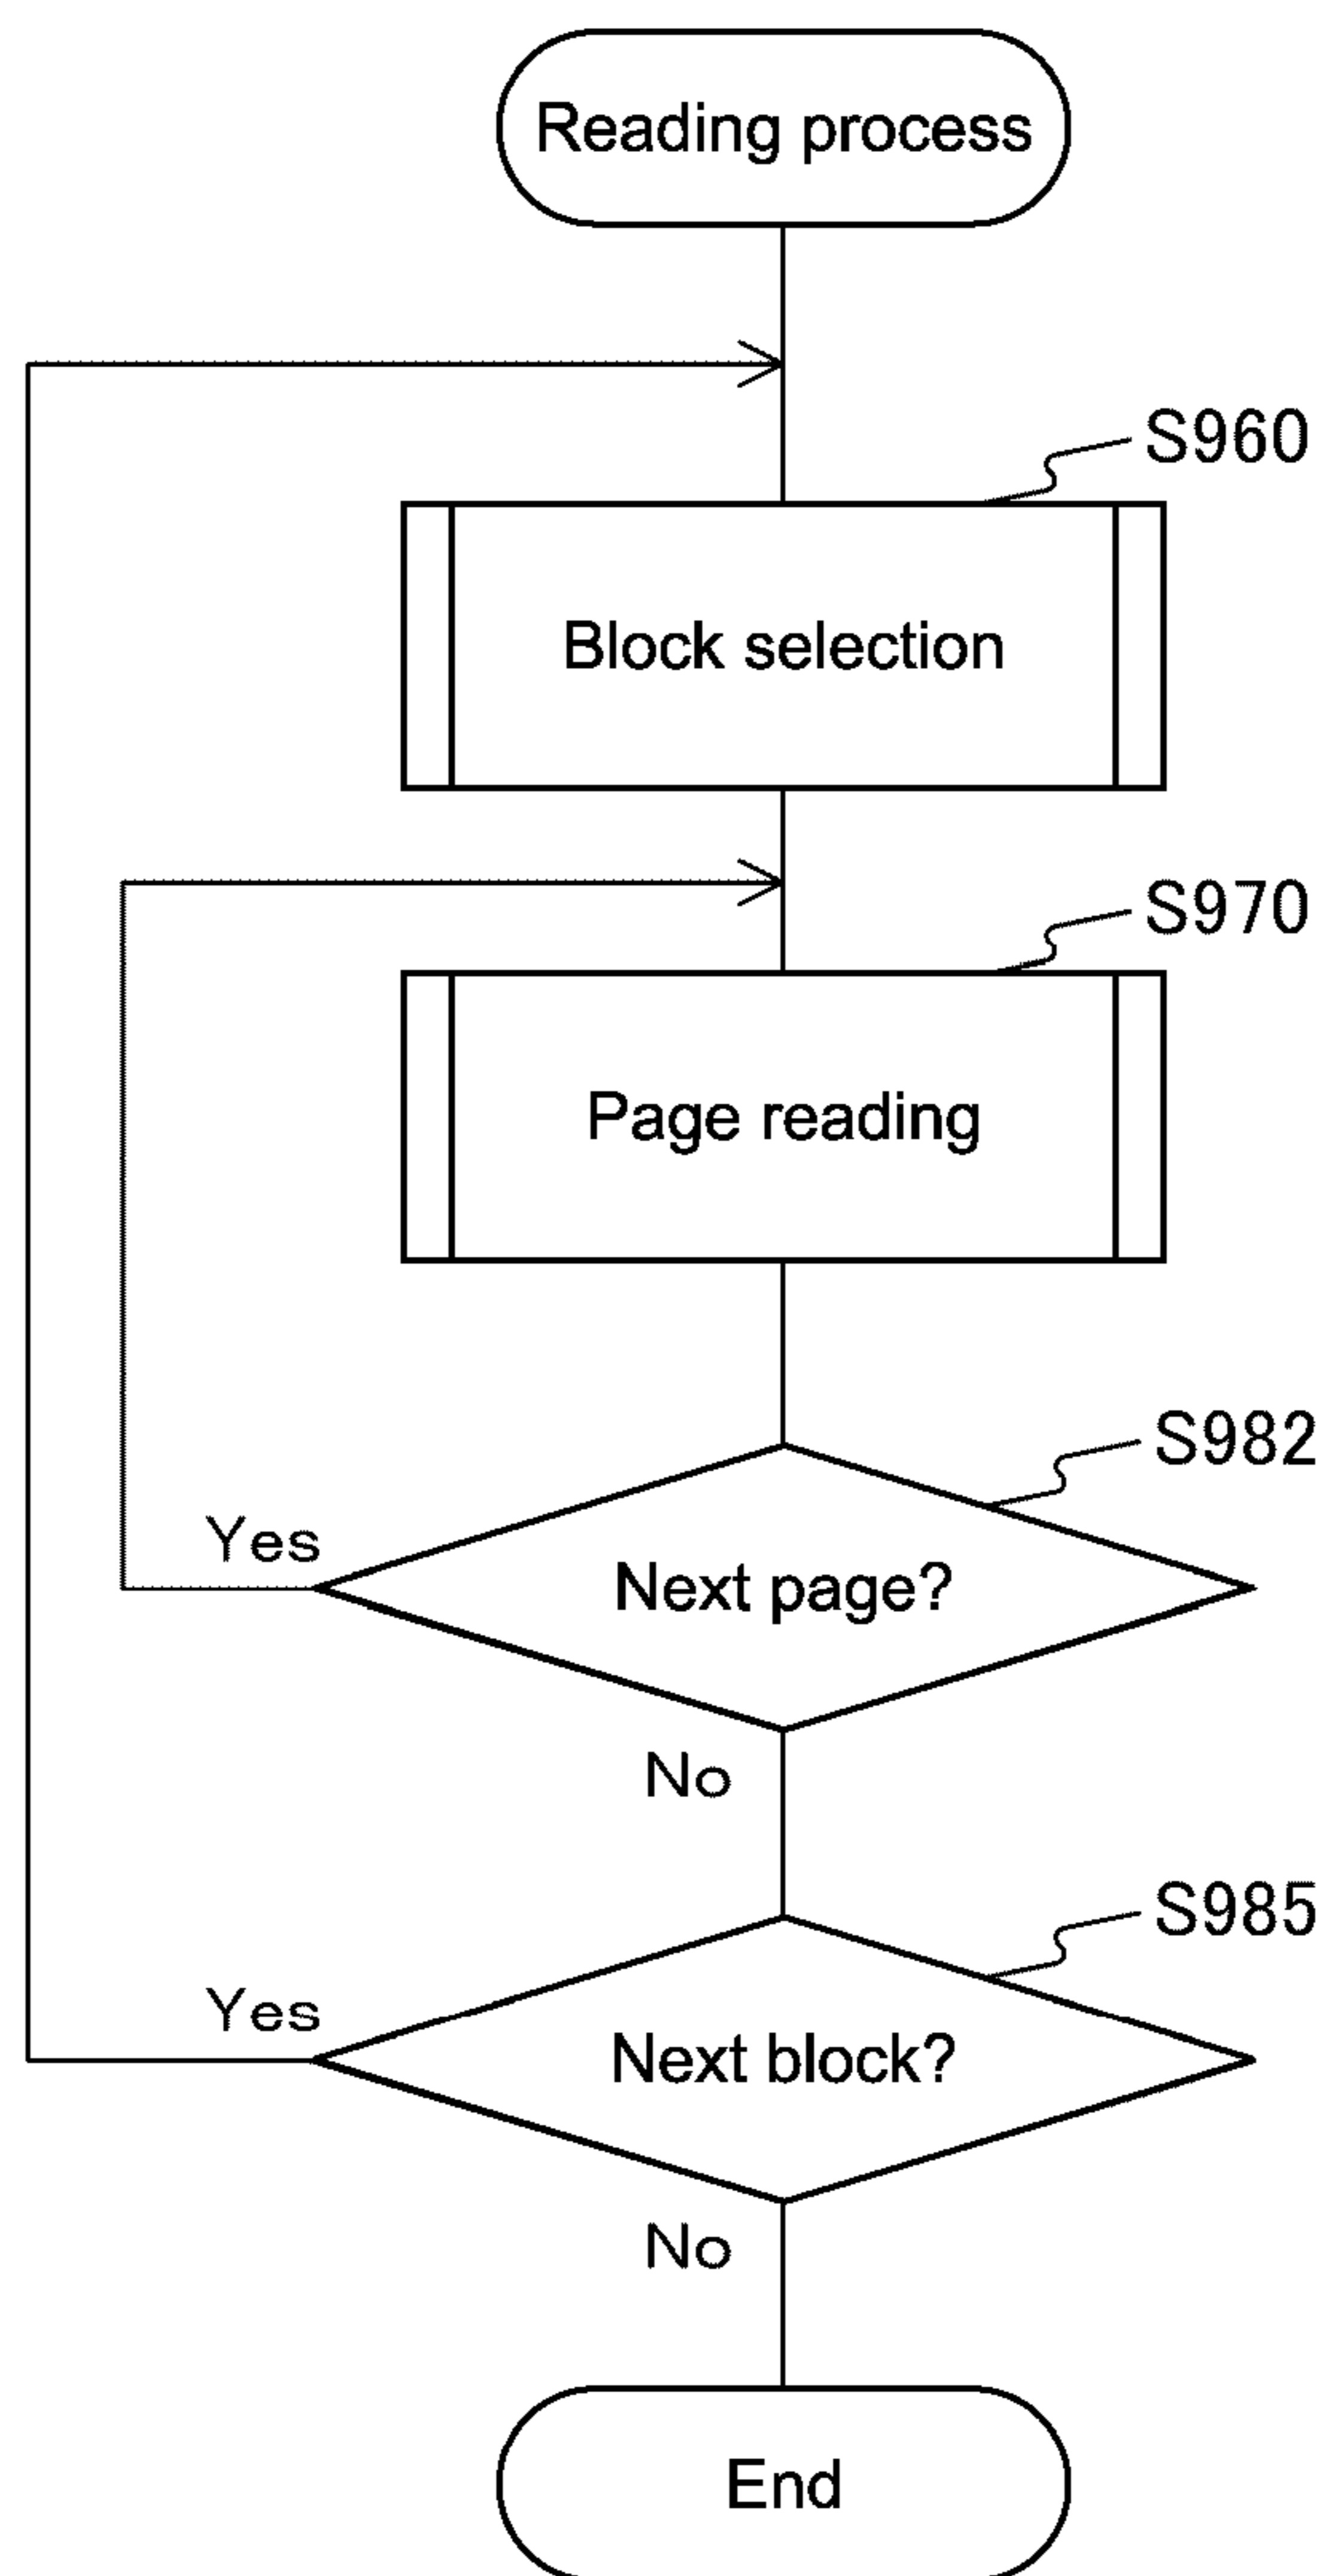 Reading process
S960
Block selection
S970
Page reading
S982
Yes
Next page?
No
S985
Yes
Next block?
No
End